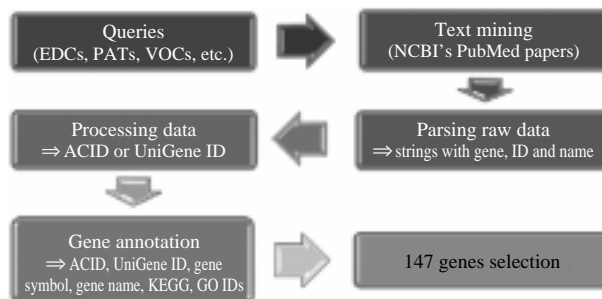 Queries
(EDCs, PATs, VOCs, etc.)
Text mining
(NCBI's PubMed papers)
Parsing raw data
⇒ strings with gene, ID and name
Processing data
⇒ ACID or UniGene ID
Gene annotation
⇒ ACID, UniGene ID, gene
symbol, gene name, KEGG, GO IDs
147 genes selection